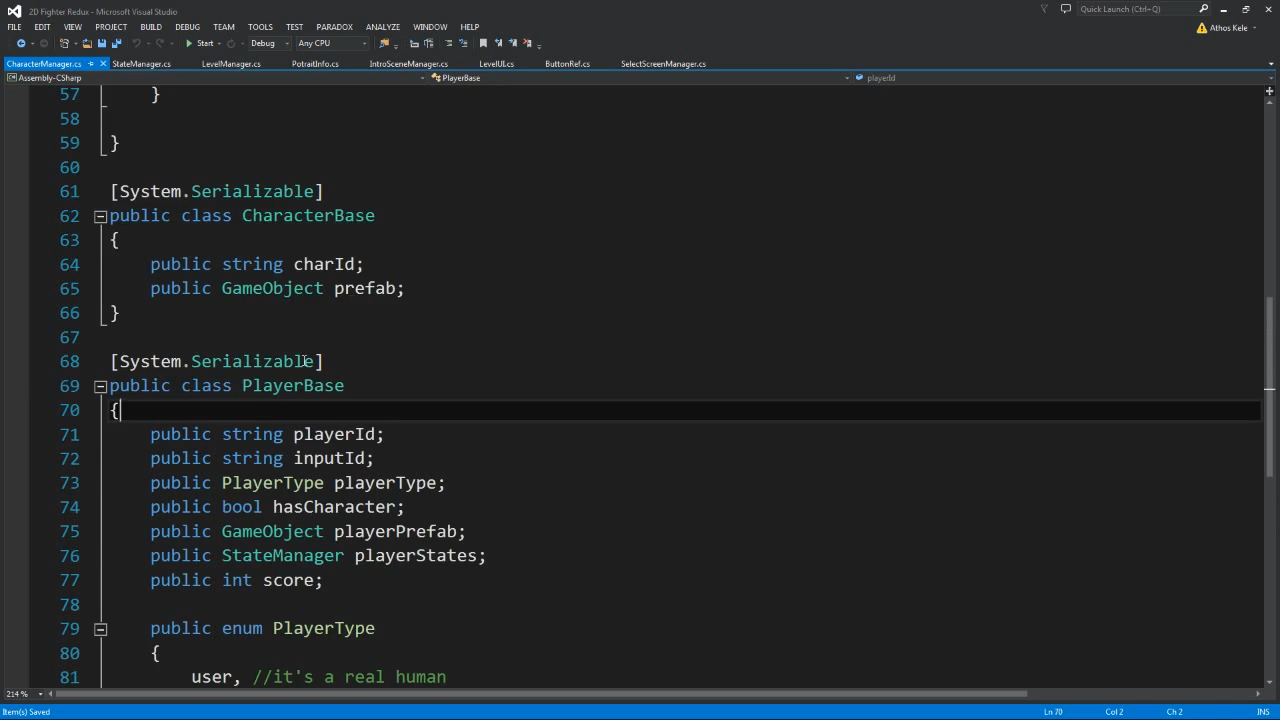 2D Fighter Redux - Microsoft Visual Studio
Quick Launch (Ctrl+Q)
FILE EDIT VIEW PROJECT BUILD DEBUG TEAM TOOLS TEST PARADOX ANALYZE WINDOW HELP
Athos Kele
Start Debug Any CPU
CharacterManager.cs StateManager.cs LevelManager.cs PotraitInfo.cs IntroSceneManager.cs LevelUI.cs ButtonRef.cs SelectScreenManager.cs
Assembly-CSharp PlayerBase playerId
57 }
58
59 }
60
61 [System.Serializable]
62 public class CharacterBase
63 {
64 public string charId;
65 public GameObject prefab;
66 }
67
68 [System.Serializable]
69 public class PlayerBase
70 {
71 public string playerId;
72 public string inputId;
73 public PlayerType playerType;
74 public bool hasCharacter;
75 public GameObject playerPrefab;
76 public StateManager playerStates;
77 public int score;
78
79 public enum PlayerType
80 {
81 user, //it's a real human
214 %
Item(s) Saved Ln 70 Col 2 Ch 2 INS